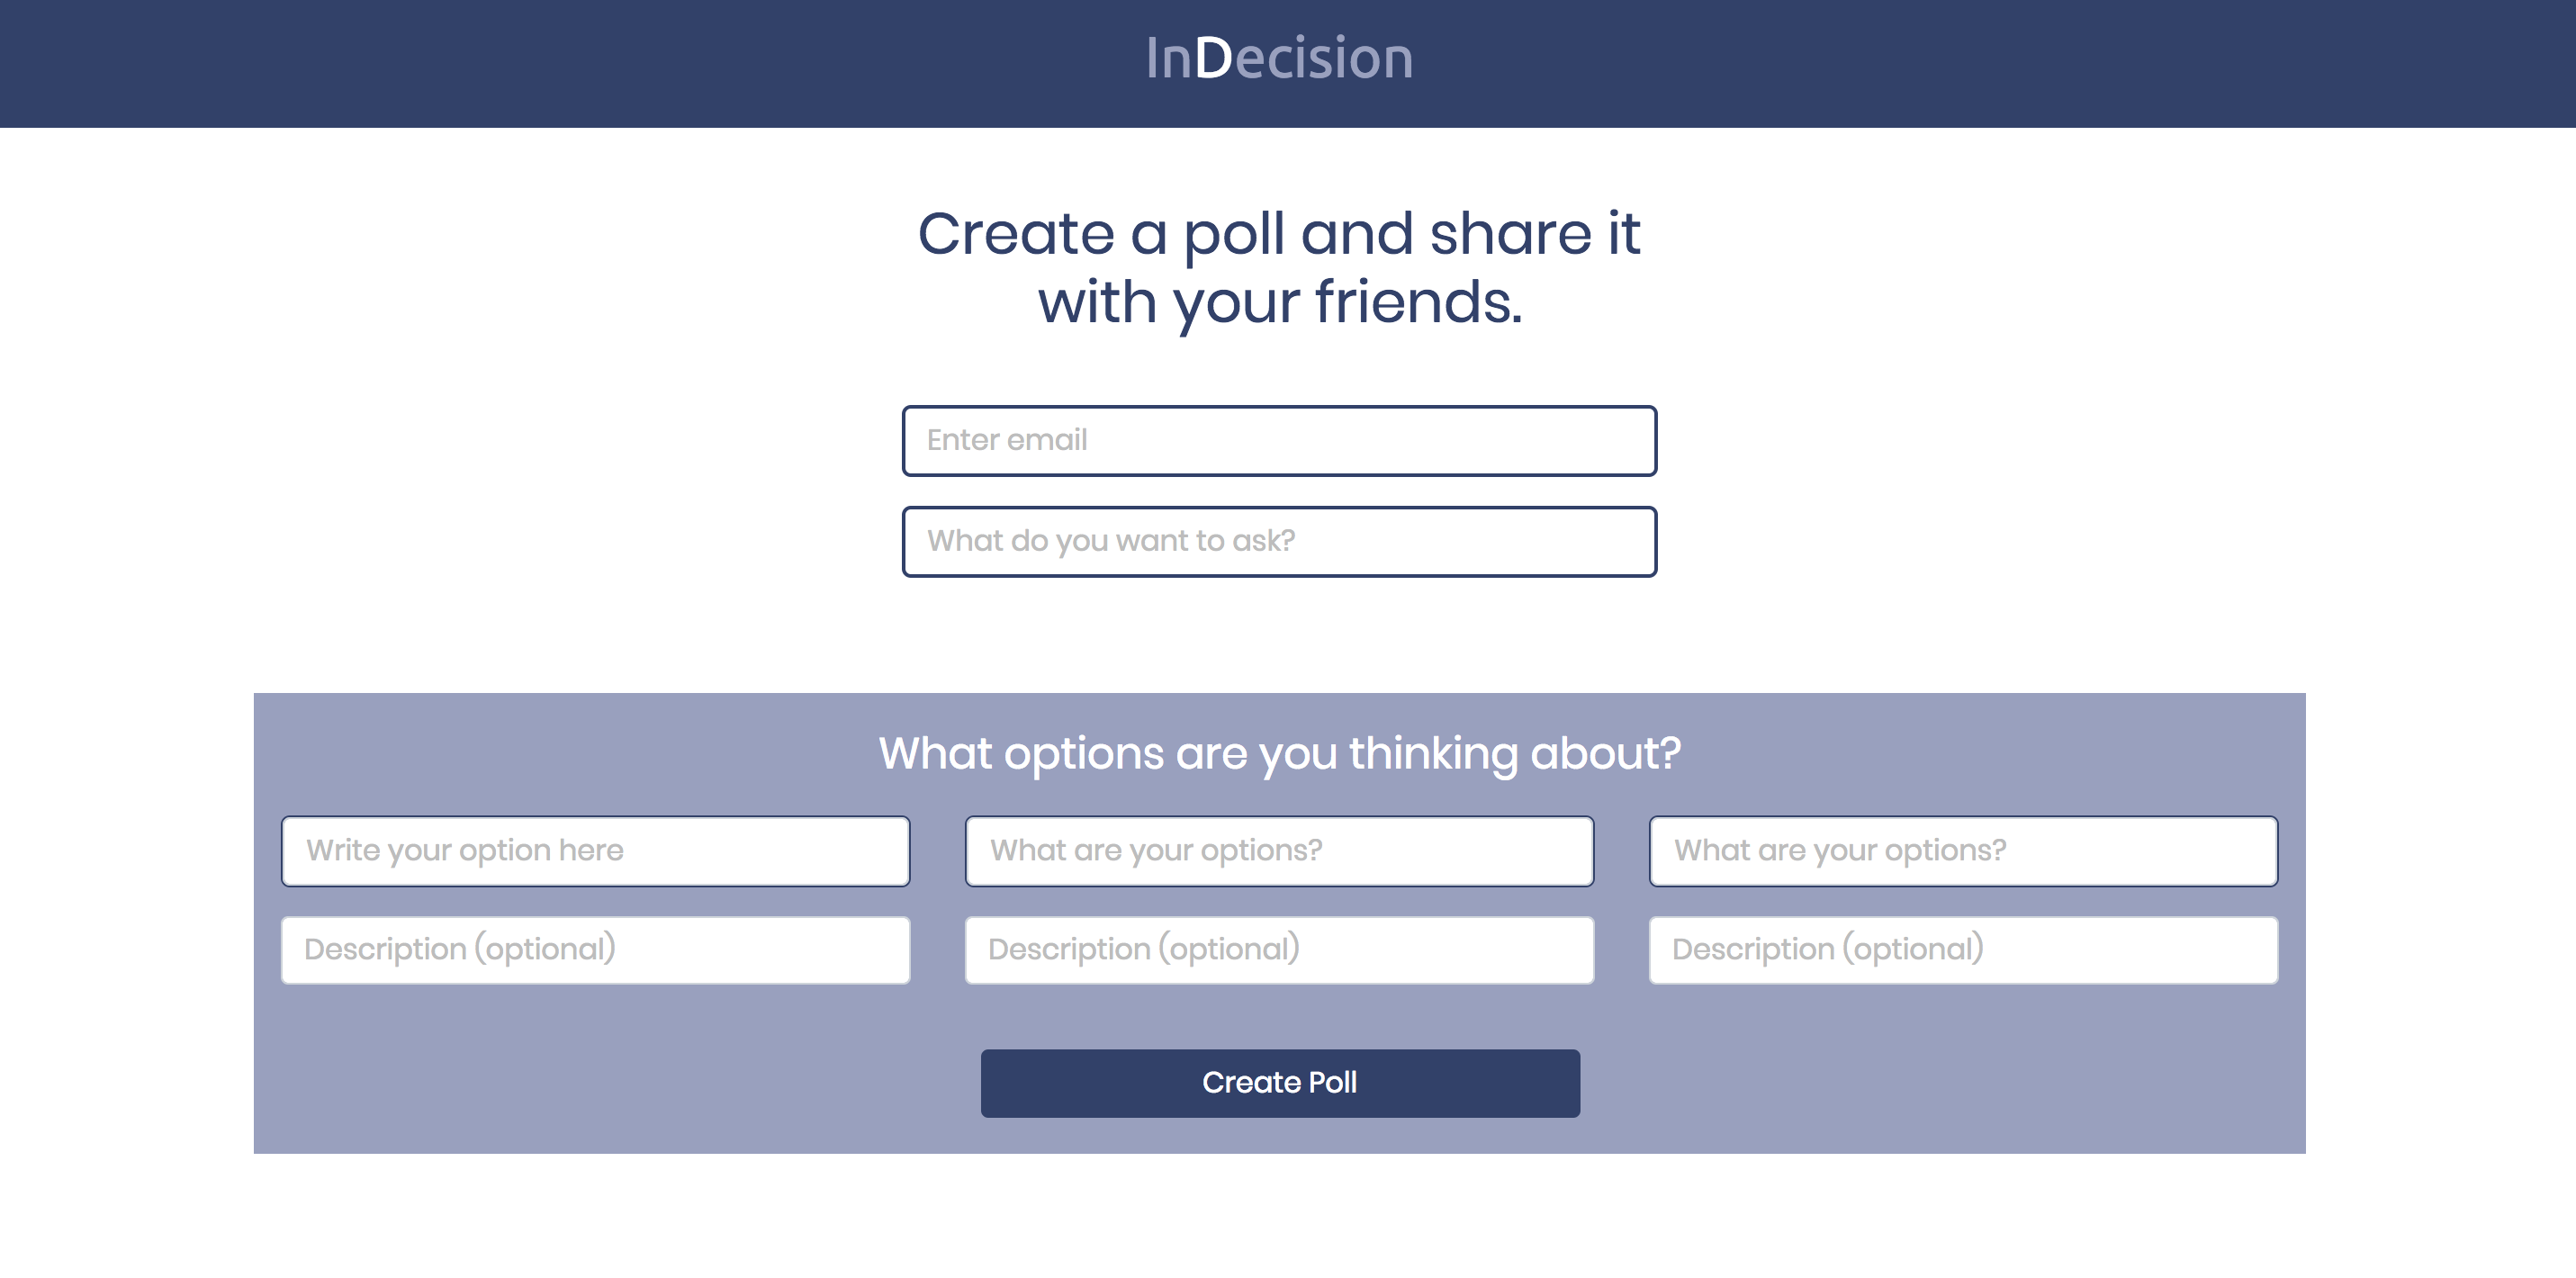 InDecision
Create a poll and share it
with your friends.
Enter email
What do you want to ask?
What options are you thinking about?
Write your option here
What are your options?
What are your options?
Description (optional)
Description (optional)
Description (optional)
Create Poll